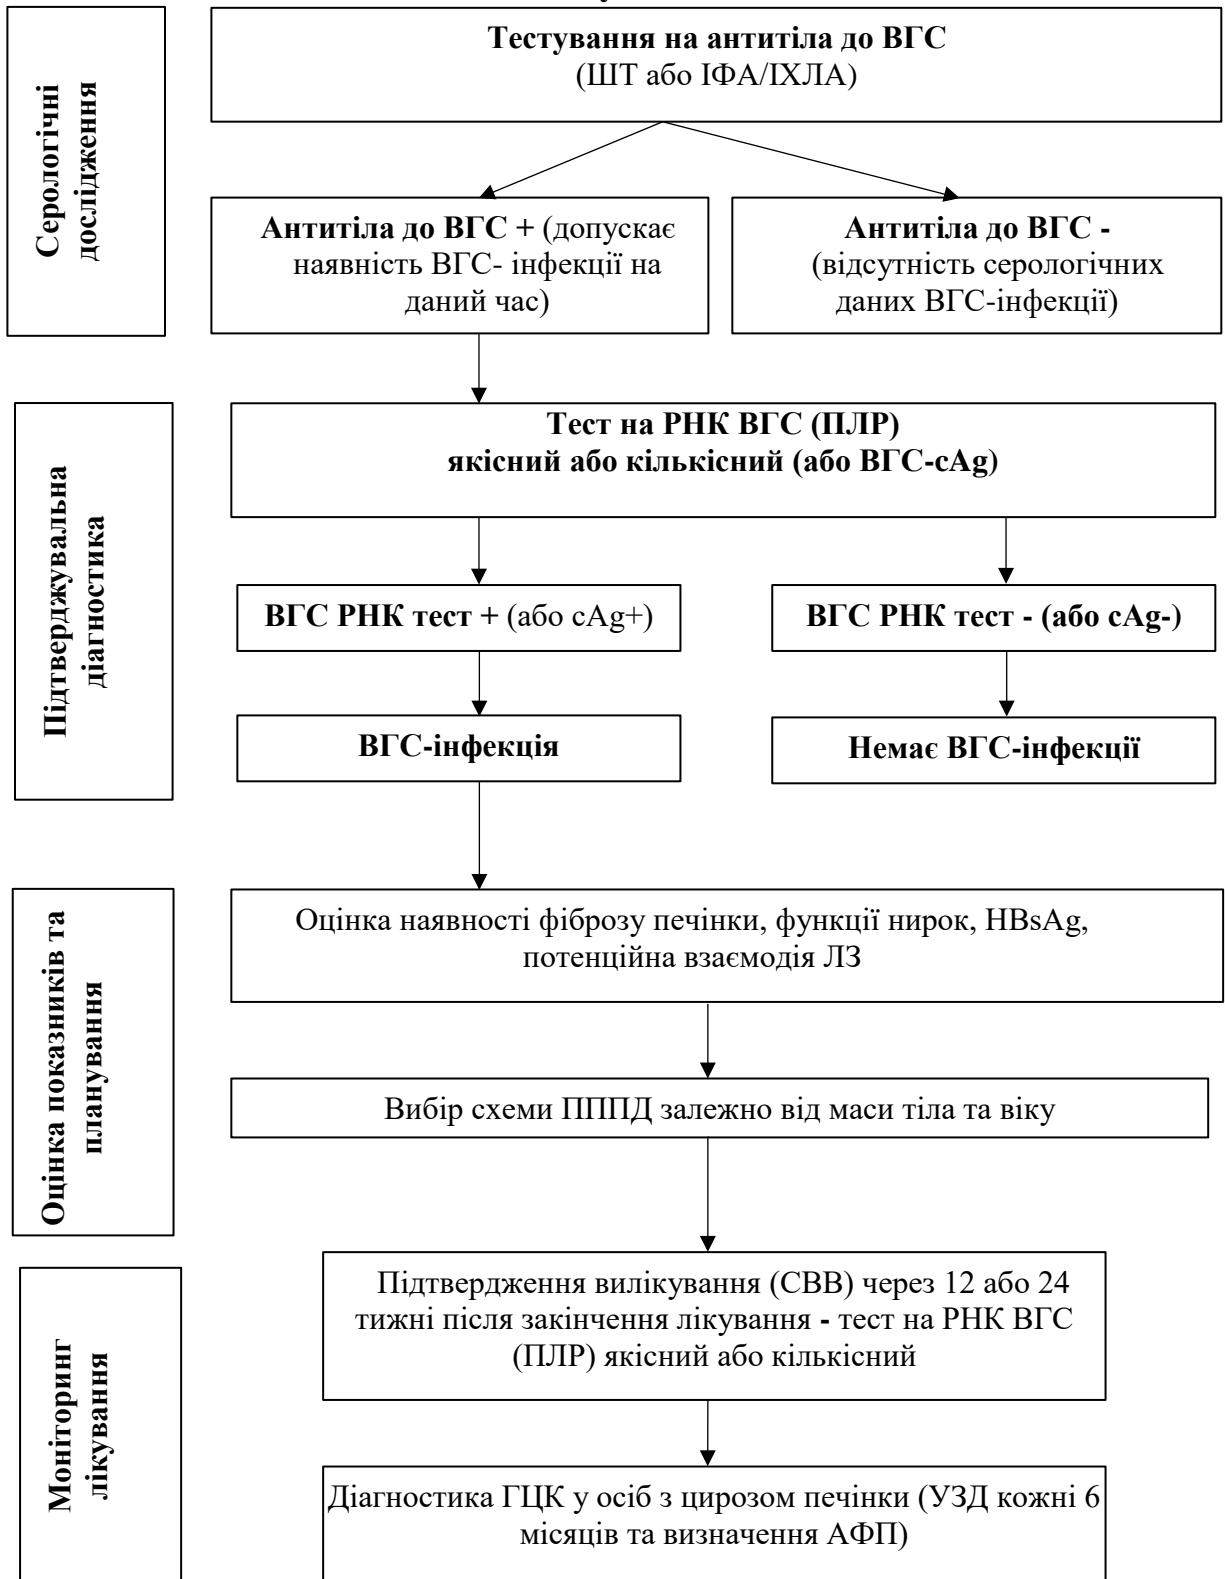 Тестування на антитіла до ВГС
(ШТ або ІФА/ІХЛА)
Серологічні
дослідження
Антитіла до ВГС + (допускає
наявність ВГС- інфекції на
даний час)
Антитіла до ВГС -
(відсутність серологічних
даних ВГС-інфекції)
Підтверджувальна
діагностика
Тест на РНК ВГС (ПЛР)
якісний або кількісний (або ВГС-cAg)
ВГС РНК тест + (або cAg+)
ВГС РНК тест - (або cAg-)
ВГС-інфекція
Немає ВГС-інфекції
Оцінка показників та
планування
Оцінка наявності фіброзу печінки, функції нирок, HBsAg,
потенційна взаємодія ЛЗ
Вибір схеми ПППД залежно від маси тіла та віку
Моніторинг
лікування
Підтвердження вилікування (СВВ) через 12 або 24
тижні після закінчення лікування - тест на РНК ВГС
(ПЛР) якісний або кількісний
Діагностика ГЦК у осіб з цирозом печінки (УЗД кожні 6
місяців та визначення АФП)